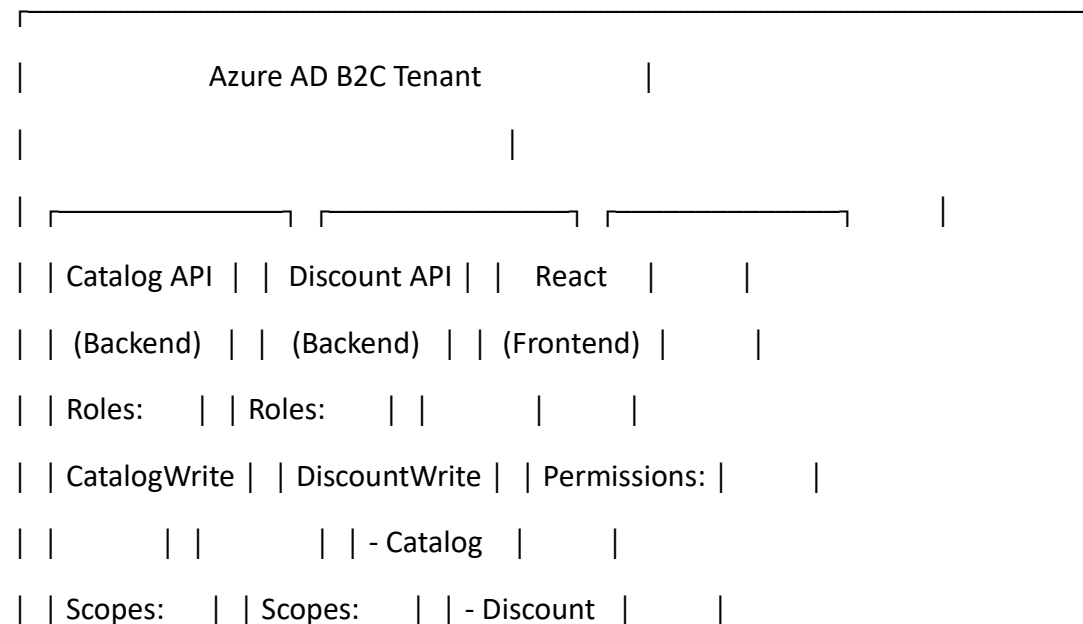 Azure AD B2C Tenant
| | Catalog API | | Discount API | | React | |
| | (Backend) | | (Backend) | | (Frontend) | |
| | Roles: | | Roles: | | | |
| | CatalogWrite | | DiscountWrite | | Permissions: | |
| | | | | | - Catalog | |
| | Scopes: | | Scopes: | | - Discount | |